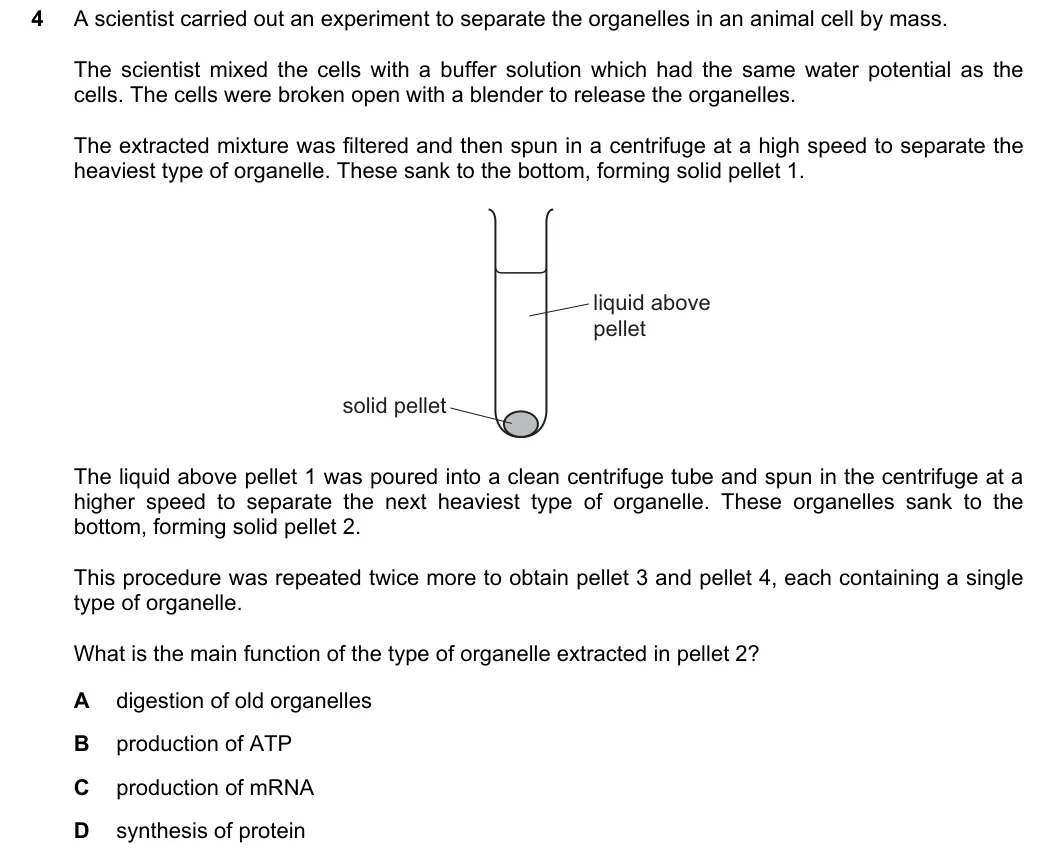 4 A scientist carried out an experiment to separate the organelles in an animal cell by mass.
The scientist mixed the cells with a buffer solution which had the same water potential as the
cells. The cells were broken open with a blender to release the organelles.
The extracted mixture was filtered and then spun in a centrifuge at a high speed to separate the
heaviest type of organelle. These sank to the bottom, forming solid pellet 1.
liquid above
pellet
solid pellet
The liquid above pellet 1 was poured into a clean centrifuge tube and spun in the centrifuge at a
higher speed to separate the next heaviest type of organelle. These organelles sank to the
bottom, forming solid pellet 2.
This procedure was repeated twice more to obtain pellet 3 and pellet 4, each containing a single
type of organelle.
What is the main function of the type of organelle extracted in pellet 2?
A digestion of old organelles
B production of ATP
C production of mRNA
D synthesis of protein